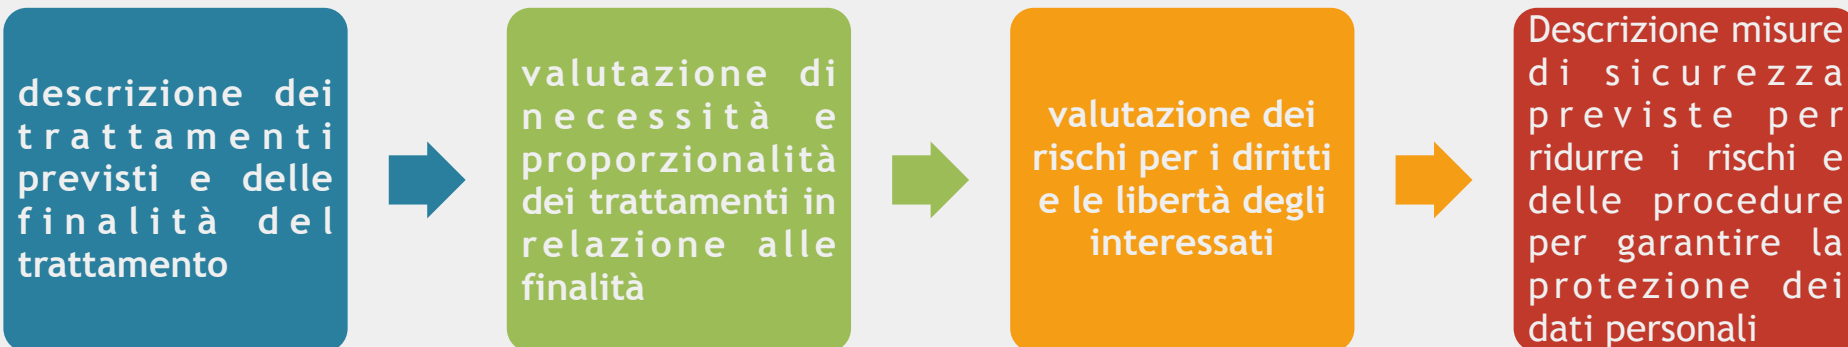 descrizione dei
trattamenti
previsti e delle
finalità del
trattamento
valutazione di
necessità e
proporzionalità
dei trattamenti in
relazione alle
finalità
valutazione dei
rischi per i diritti
e le libertà degli
interessati
Descrizione misure
di sicurezza
previste per
ridurre i rischi e
delle procedure
per garantire la
protezione dei
dati personali